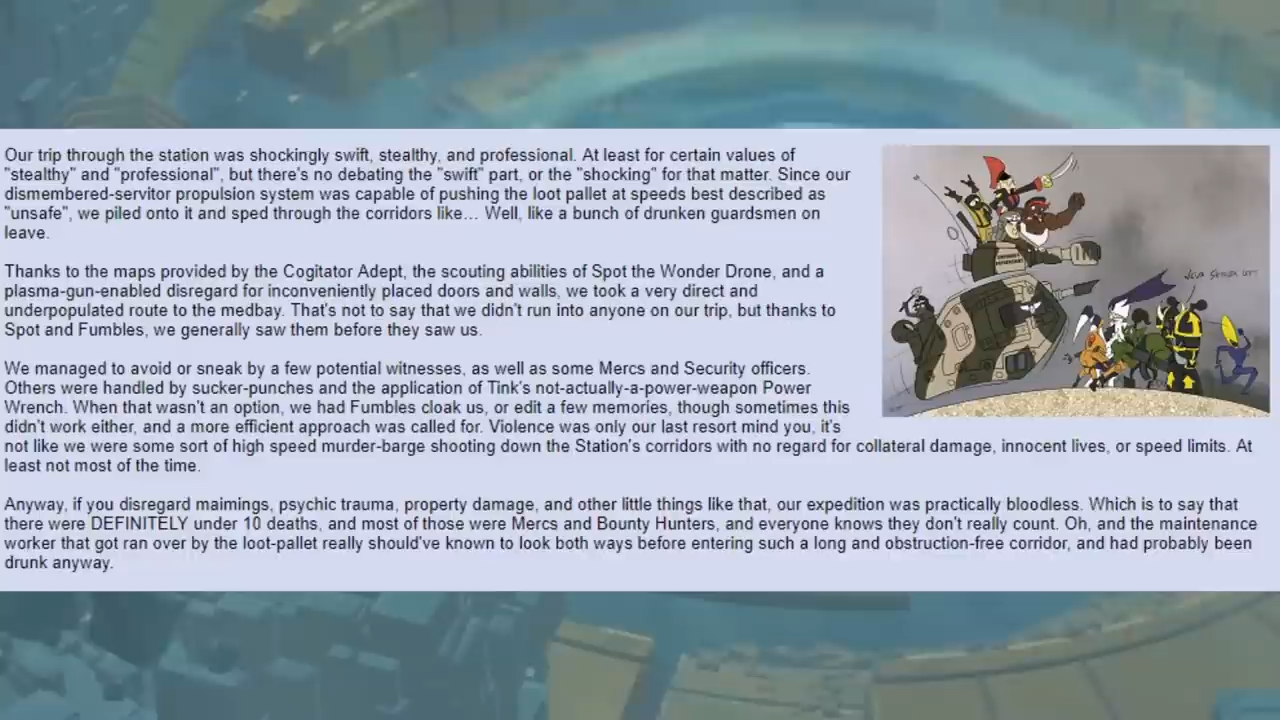 Our trip through the station was shockingly swift, stealthy, and professional. At least for certain values of
"stealthy" and "professional", but there's no debating the "swift" part, or the "shocking" for that matter. Since our
dismembered-servitor propulsion system was capable of pushing the loot pallet at speeds best described as
"unsafe", we piled onto it and sped through the corridors like... Well, like a bunch of drunken guardsmen on
leave.
Thanks to the maps provided by the Cogitator Adept, the scouting abilities of Spot the Wonder Drone, and a
plasma-gun-enabled disregard for inconveniently placed doors and walls, we took a very direct and
underpopulated route to the medbay. That's not to say that we didn't run into anyone on our trip, but thanks to
Spot and Fumbles, we generally saw them before they saw us.
We managed to avoid or sneak by a few potential witnesses, as well as some Mercs and Security officers.
Others were handled by sucker-punches and the application of Tink's not-actually-a-power-weapon Power
Wrench. When that wasn't an option, we had Fumbles cloak us, or edit a few memories, though sometimes this
didn't work either, and a more efficient approach was called for. Violence was only our last resort mind you, it's
not like we were some sort of high speed murder-barge shooting down the Station's corridors with no regard for collateral damage, innocent lives, or speed limits. At
least not most of the time.
Anyway, if you disregard maimings, psychic trauma, property damage, and other little things like that, our expedition was practically bloodless. Which is to say that
there were DEFINITELY under 10 deaths, and most of those were Mercs and Bounty Hunters, and everyone knows they don't really count. Oh, and the maintenance
worker that got ran over by the loot-pallet really should've known to look both ways before entering such a long and obstruction-free corridor, and had probably been
drunk anyway.